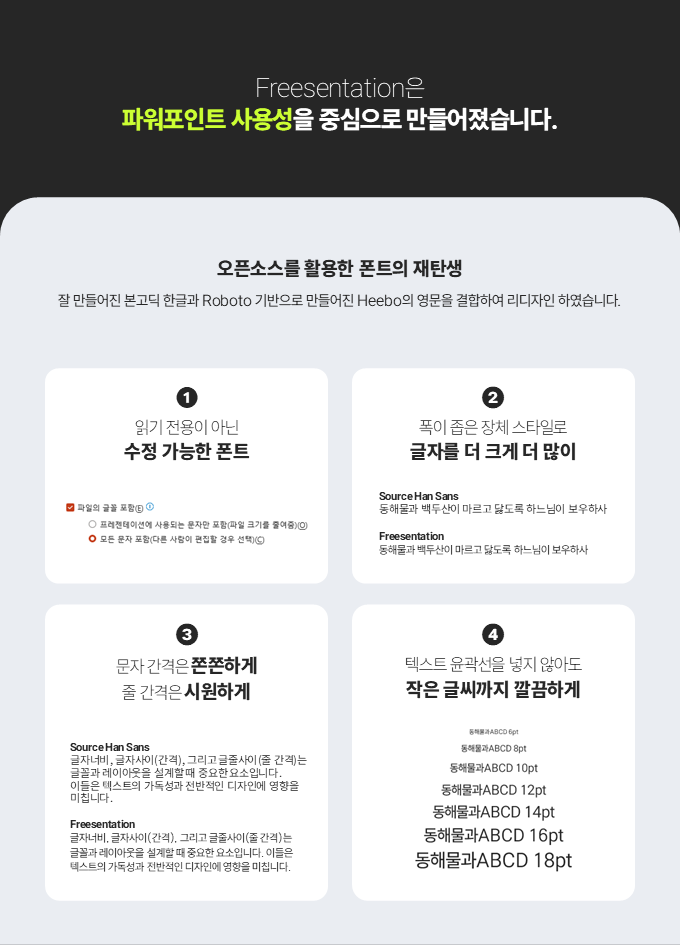 Freesentation은
파워포인트 사용성을 중심으로 만들어졌습니다.
오픈소스를 활용한 폰트의 재탄생
잘 만들어진 본고딕 한글과 Roboto 기반으로 만들어진 Heebo의 영문을 결합하여 리디자인 하였습니다.
1
읽기 전용이 아닌
수정 가능한 폰트
파일의 글꼴 포함(E)
프레젠테이션에 사용되는 문자만 포함(파일 크기를 줄여줌)(O)
모든 문자 포함(다른 사람이 편집할 경우 선택)(C)
2
폭이 좁은 장체 스타일로
글자를 더 크게 더 많이
Source Han Sans
동해물과 백두산이 마르고 닳도록 하느님이 보우하사
Freesentation
동해물과 백두산이 마르고 닳도록 하느님이 보우하사
3
문자 간격은 쫀쫀하게
줄 간격은 시원하게
Source Han Sans
글자너비, 글자사이(간격), 그리고 글줄사이(줄 간격)는
글꼴과 레이아웃을 설계할 때 중요한 요소입니다.
이들은 텍스트의 가독성과 전반적인 디자인에 영향을
미칩니다.
Freesentation
글자너비, 글자사이(간격), 그리고 글줄사이(줄 간격)는
글꼴과 레이아웃을 설계할 때 중요한 요소입니다. 이들은
텍스트의 가독성과 전반적인 디자인에 영향을 미칩니다.
4
텍스트 윤곽선을 넣지 않아도
작은 글씨까지 깔끔하게
동해물과ABCD 6pt
동해물과ABCD 8pt
동해물과ABCD 10pt
동해물과ABCD 12pt
동해물과ABCD 14pt
동해물과ABCD 16pt
동해물과ABCD 18pt